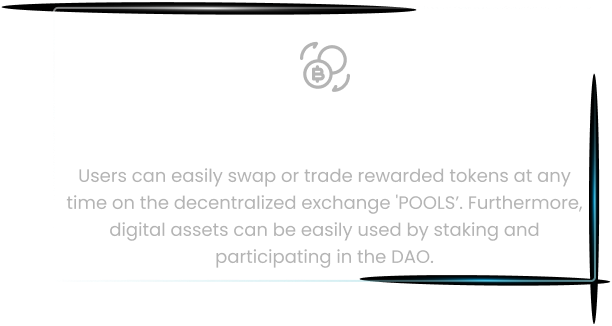 Users can easily swap or trade rewarded tokens at any
time on the decentralized exchange 'POOLS’. Furthermore,
digital assets can be easily used by staking and
participating in the DAO.